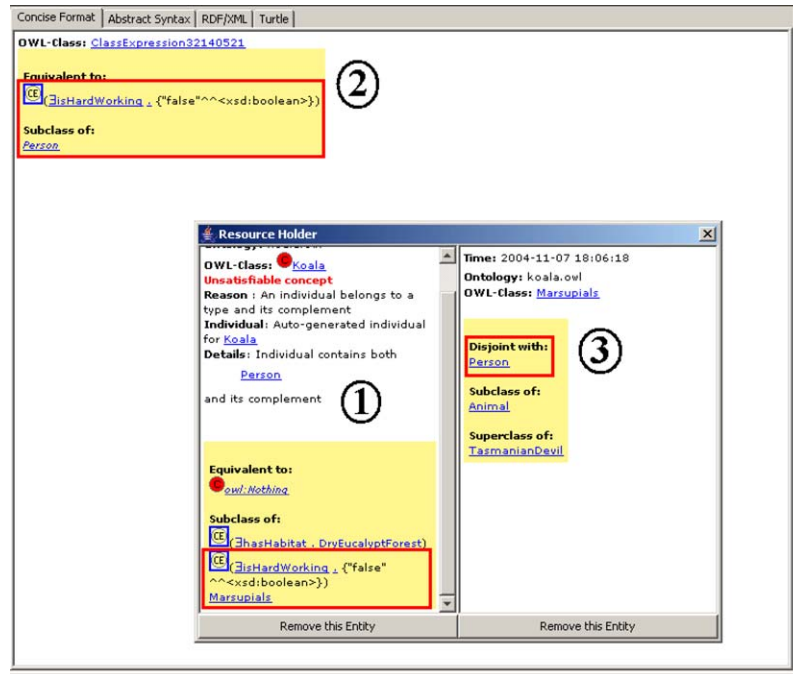 Concise Format
Abstract Syntax
RDF/XML
Turtle
OWL-Class: ClassExpression32140521
Equivalent to:
CE (∃isHardWorking . {"false"^^<xsd:boolean>})
Subclass of:
Person
2
Resource Holder
OWL-Class: C Koala
Unsatisfiable concept
Reason : An individual belongs to a
type and its complement
Individual: Auto-generated individual
for Koala
Details: Individual contains both
Person
and its complement
1
Equivalent to:
C owl:Nothing
Subclass of:
CE (∃hasHabitat . DryEucalyptForest)
CE (∃isHardWorking . {"false"
^^<xsd:boolean>})
Marsupials
Remove this Entity
Time: 2004-11-07 18:06:18
Ontology: koala.owl
OWL-Class: Marsupials
Disjoint with:
Person
3
Subclass of:
Animal
Superclass of:
TasmanianDevil
Remove this Entity